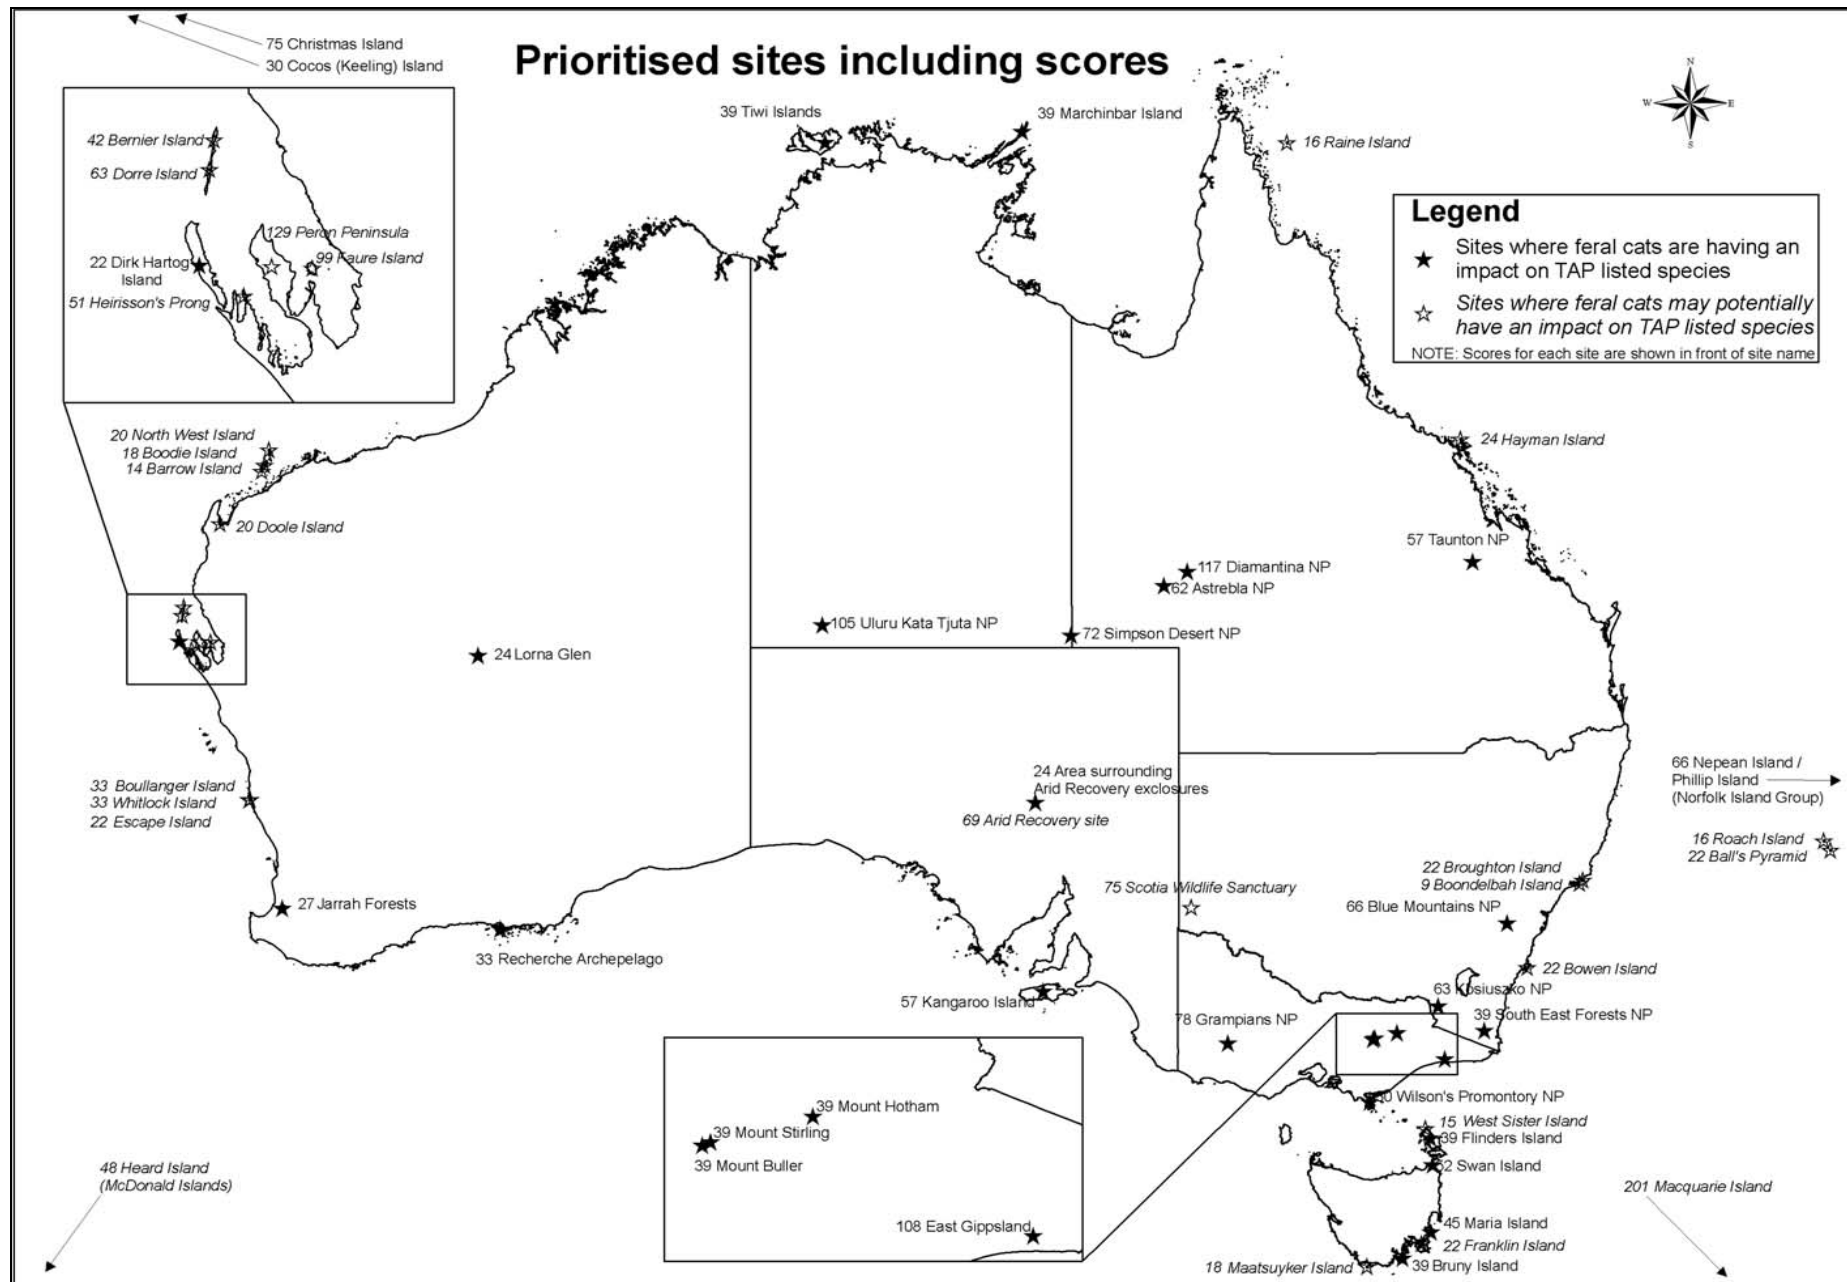 75 Christmas Island
30 Cocos (Keeling) Island
Prioritised sites including scores
N
W
E
S
42 Bernier Island
63 Dorre Island
129 Peron Peninsula
99 Faure Island
22 Dirk Hartog
Island
51 Heirisson's Prong
39 Tiwi Islands
39 Marchinbar Island
16 Raine Island
Legend
Sites where feral cats are having an
impact on TAP listed species
Sites where feral cats may potentially
have an impact on TAP listed species
NOTE: Scores for each site are shown in front of site name
20 North West Island
18 Boodie Island
14 Barrow Island
20 Doole Island
24 Hayman Island
57 Taunton NP
117 Diamantina NP
62 Astrebla NP
105 Uluru Kata Tjuta NP
72 Simpson Desert NP
24 Lorna Glen
33 Boullanger Island
33 Whitlock Island
22 Escape Island
24 Area surrounding
Arid Recovery exclosures
69 Arid Recovery site
66 Nepean Island /
Phillip Island
(Norfolk Island Group)
16 Roach Island
22 Ball's Pyramid
22 Broughton Island
9 Boondelbah Island
75 Scotia Wildlife Sanctuary
66 Blue Mountains NP
27 Jarrah Forests
33 Recherche Archepelago
22 Bowen Island
57 Kangaroo Island
63 Kosiuszko NP
39 South East Forests NP
78 Grampians NP
Wilson's Promontory NP
15 West Sister Island
39 Flinders Island
Swan Island
39 Mount Hotham
39 Mount Stirling
39 Mount Buller
108 East Gippsland
48 Heard Island
(McDonald Islands)
201 Macquarie Island
45 Maria Island
22 Franklin Island
18 Maatsuyker Island
39 Bruny Island